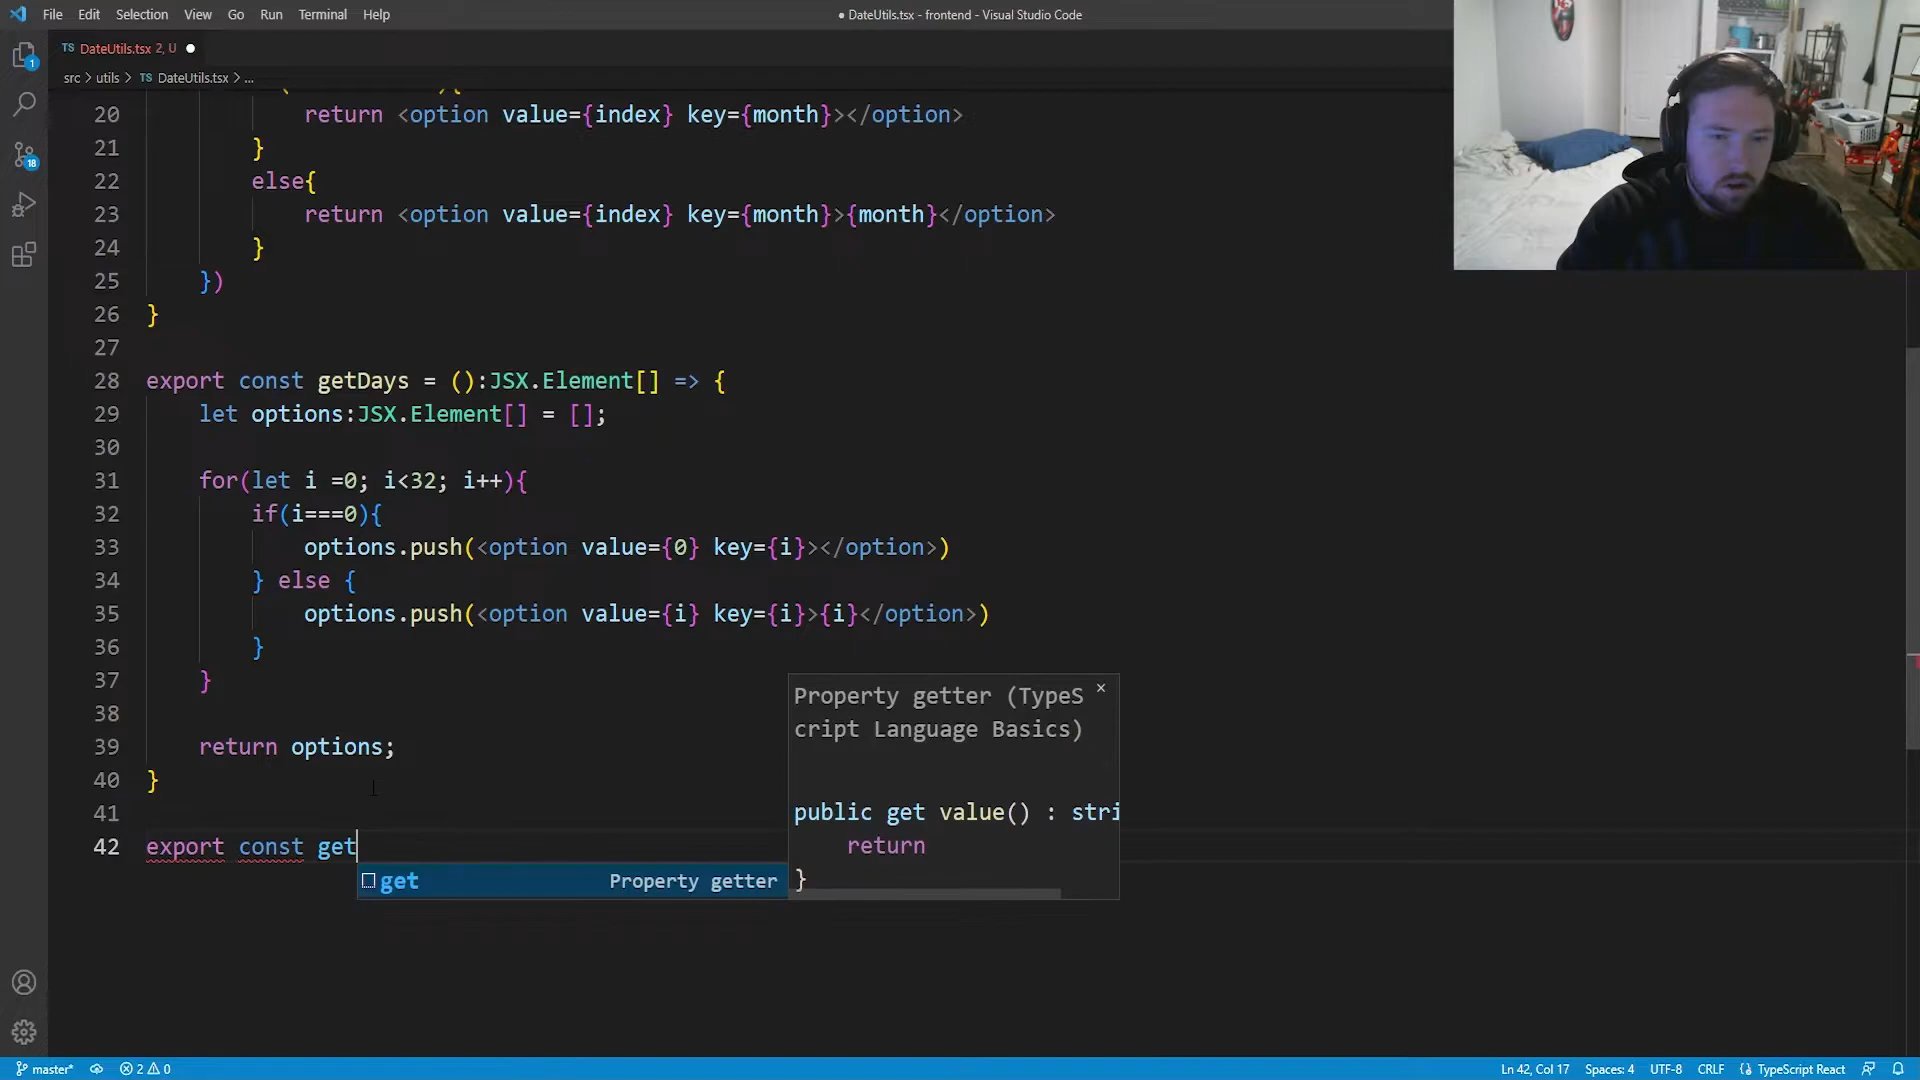 File Edit Selection View Go Run Terminal Help
● DateUtils.tsx - frontend - Visual Studio Code
TS DateUtils.tsx 2, U ●
src > utils > TS DateUtils.tsx > ...
20 return <option value={index} key={month}></option>
21 }
22 else{
23 return <option value={index} key={month}>{month}</option>
24 }
25 })
26 }
27
28 export const getDays = ():JSX.Element[] => {
29 let options:JSX.Element[] = [];
30
31 for(let i =0; i<32; i++){
32 if(i===0){
33 options.push(<option value={0} key={i}></option>)
34 } else {
35 options.push(<option value={i} key={i}>{i}</option>)
36 }
37 }
38
39 return options;
40 }
41
42 export const get
get Property getter
Property getter (TypeS
cript Language Basics)
public get value() : stri
return
}
1
18
master* 2 0
Ln 42, Col 17 Spaces: 4 UTF-8 CRLF TypeScript React